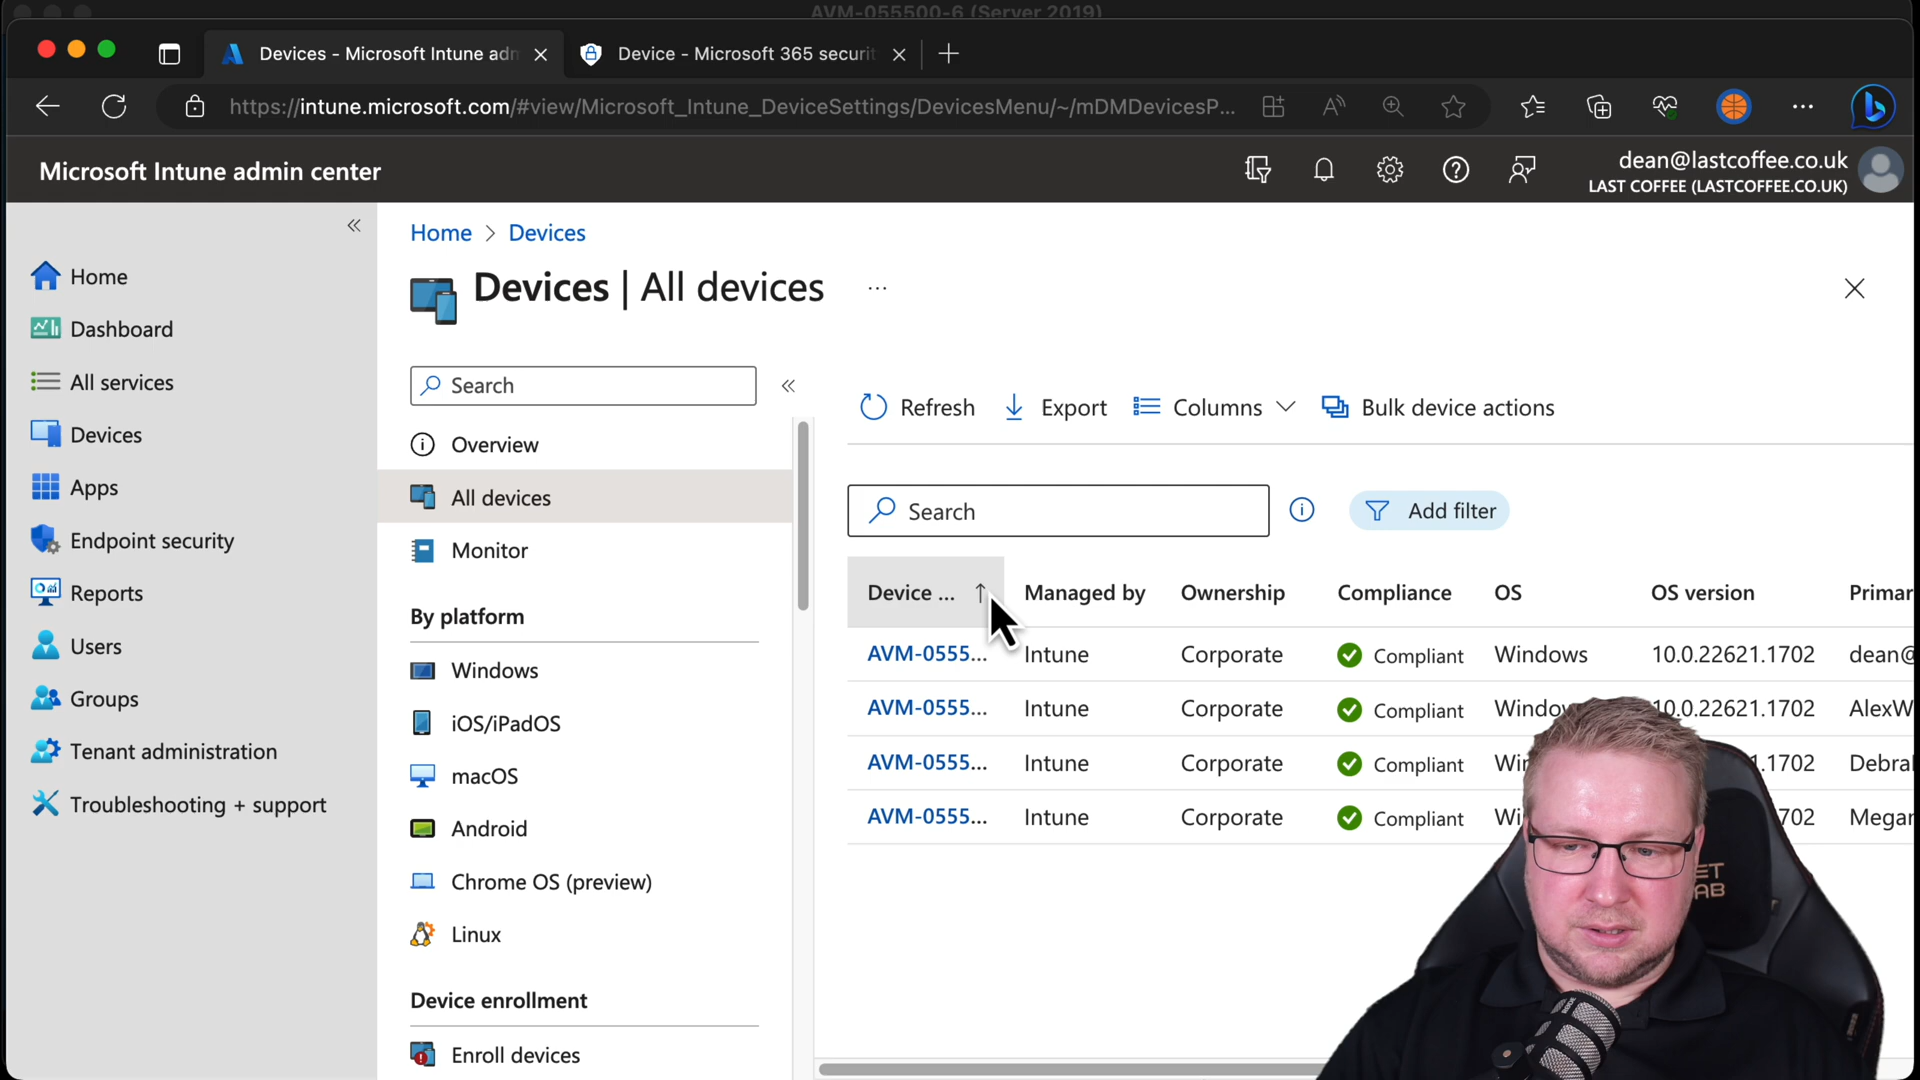 AVM-055500-6 (Server 2019)
Devices - Microsoft Intune adn
Device - Microsoft 365 securit
https://intune.microsoft.com/#view/Microsoft_Intune_DeviceSettings/DevicesMenu/~/mDMDevicesP...
Microsoft Intune admin center
dean@lastcoffee.co.uk
LAST COFFEE (LASTCOFFEE.CO.UK)
Home
Dashboard
All services
Devices
Apps
Endpoint security
Reports
Users
Groups
Tenant administration
Troubleshooting + support
Home > Devices
Devices | All devices ...
Search
Overview
All devices
Monitor
By platform
Windows
iOS/iPadOS
macOS
Android
Chrome OS (preview)
Linux
Device enrollment
Enroll devices
Refresh Export Columns Bulk device actions
Search Add filter
Device ... ↑ Managed by Ownership Compliance OS OS version Primar
AVM-0555... Intune Corporate Compliant Windows 10.0.22621.1702 dean@
AVM-0555... Intune Corporate Compliant Windo 10.0.22621.1702 AlexW
AVM-0555... Intune Corporate Compliant Wi .1702 Debra
AVM-0555... Intune Corporate Compliant Wi 702 Megan